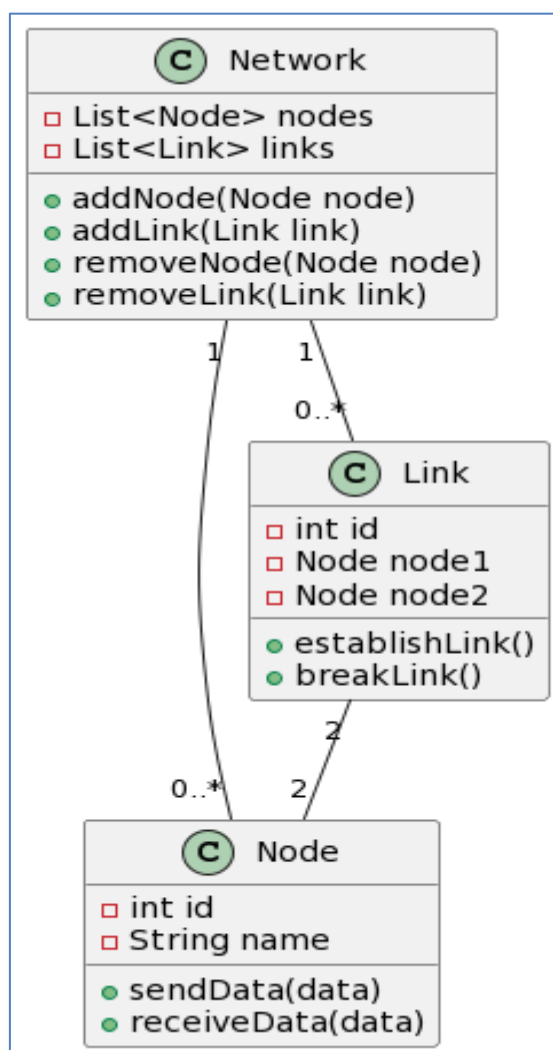 C Network
List<Node> nodes
List<Link> links
addNode(Node node)
addLink(Link link)
removeNode(Node node)
removeLink(Link link)
1 1
0..*
C Link
int id
Node node1
Node node2
establishLink()
breakLink()
2
0..* 2
C Node
int id
String name
sendData(data)
receiveData(data)